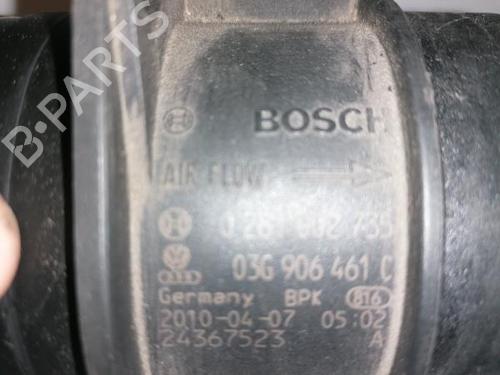 BOSCH
AIR FLOW
0 281 002 735
03G 906 461 C
Germany BPK 816
2010-04-07 05:02
24367523 A
B-PARTS